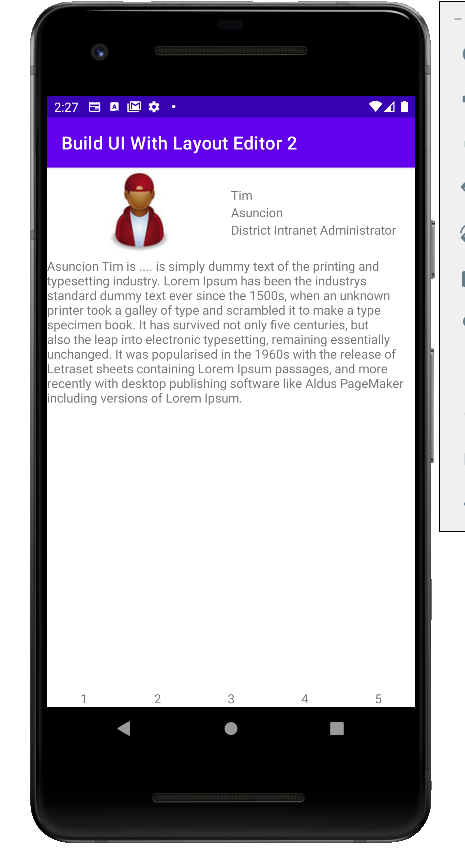 2:27
Build UI With Layout Editor 2
Tim
Asuncion
District Intranet Administrator
Asuncion Tim is .... is simply dummy text of the printing and
typesetting industry. Lorem Ipsum has been the industrys
standard dummy text ever since the 1500s, when an unknown
printer took a galley of type and scrambled it to make a type
specimen book. It has survived not only five centuries, but
also the leap into electronic typesetting, remaining essentially
unchanged. It was popularised in the 1960s with the release of
Letraset sheets containing Lorem Ipsum passages, and more
recently with desktop publishing software like Aldus PageMaker
including versions of Lorem Ipsum.
1 2 3 4 5